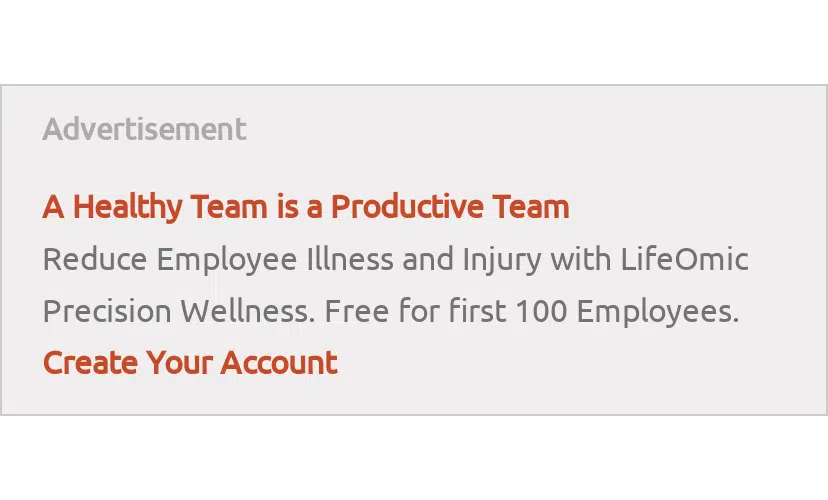 Advertisement
A Healthy Team is a Productive Team
Reduce Employee Illness and Injury with LifeOmic
Precision Wellness. Free for first 100 Employees.
Create Your Account